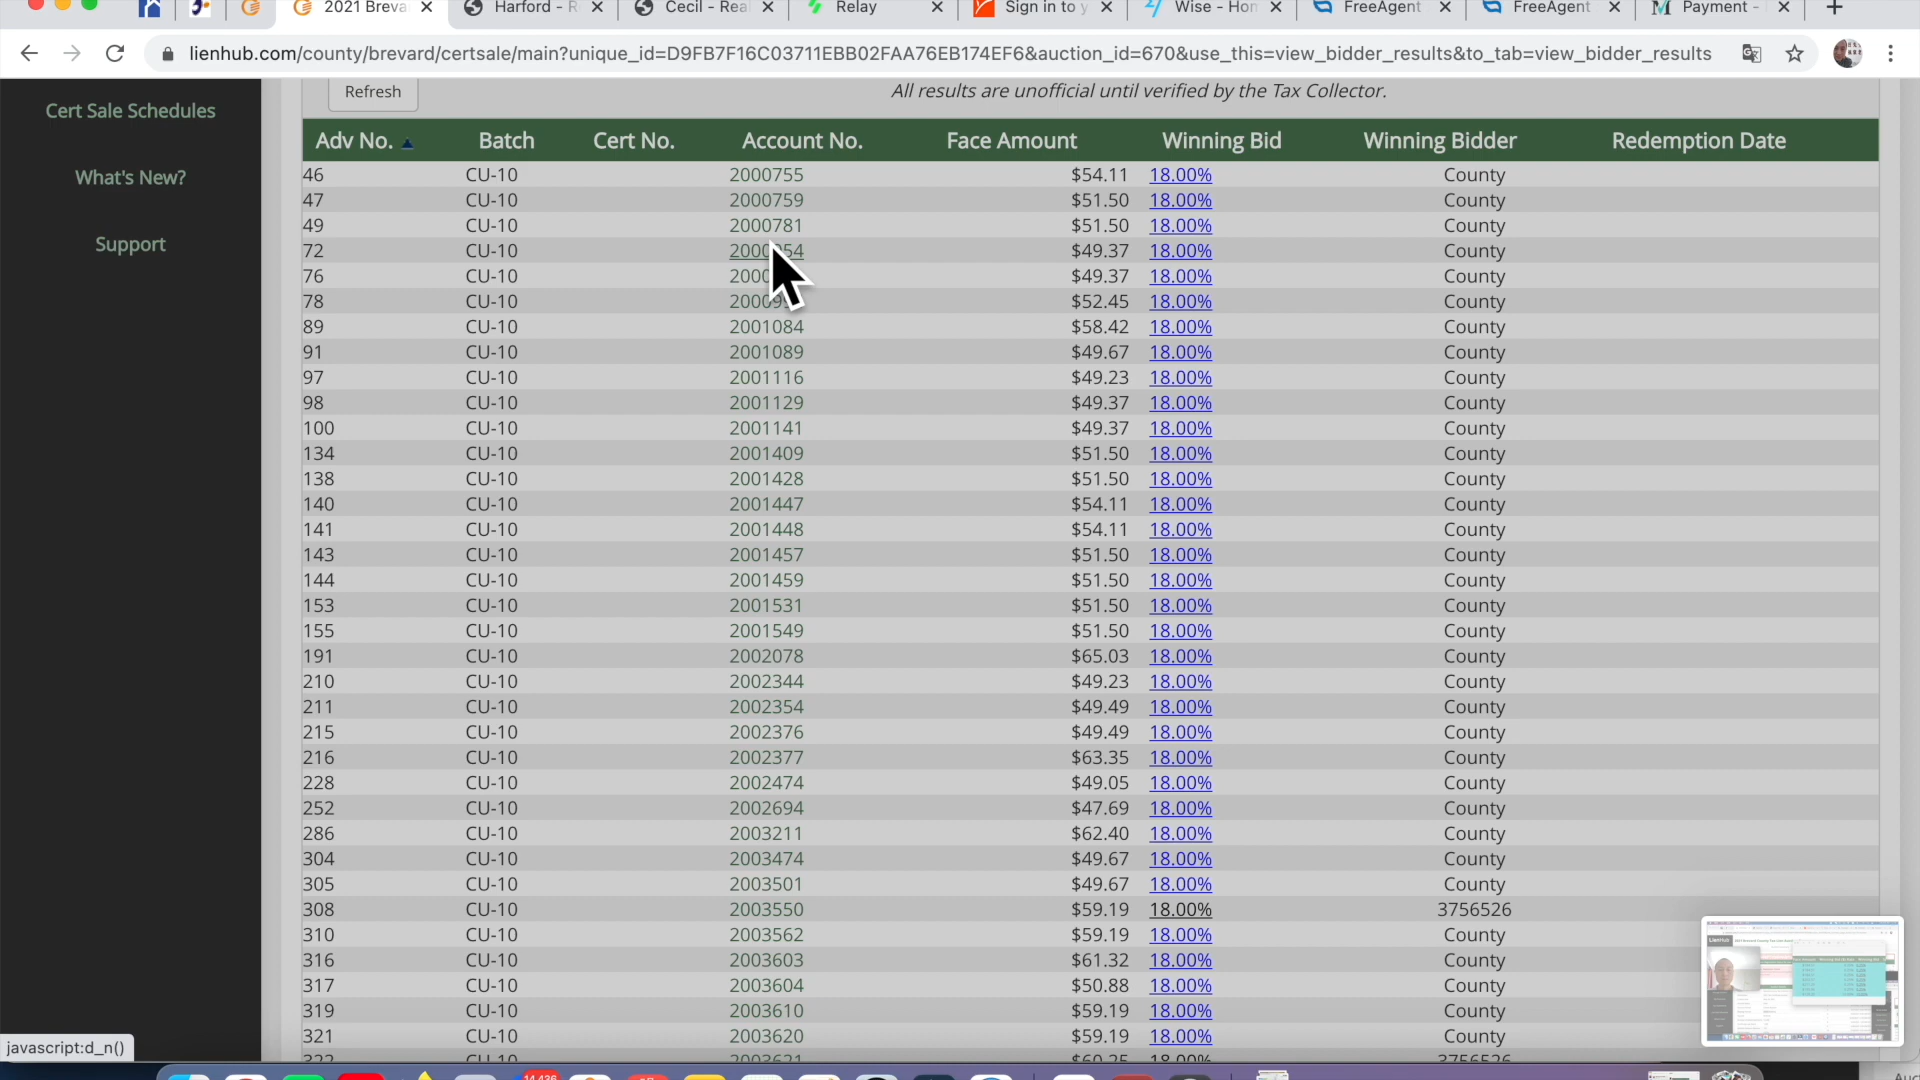 2021 Breva
Harford - R
Cecil - Real
Relay
Sign in to y
Wise - Hom
FreeAgent
FreeAgent
Payment -
lienhub.com/county/brevard/certsale/main?unique_id=D9FB7F16C03711EBB02FAA76EB174EF6&auction_id=670&use_this=view_bidder_results&to_tab=view_bidder_results
Cert Sale Schedules
What's New?
Support
Refresh
All results are unofficial until verified by the Tax Collector.
Adv No. Batch Cert No. Account No. Face Amount Winning Bid Winning Bidder Redemption Date
46 CU-10 2000755 $54.11 18.00% County
47 CU-10 2000759 $51.50 18.00% County
49 CU-10 2000781 $51.50 18.00% County
72 CU-10 $49.37 18.00% County
76 CU-10 $49.37 18.00% County
78 CU-10 $52.45 18.00% County
89 CU-10 2001084 $58.42 18.00% County
91 CU-10 2001089 $49.67 18.00% County
97 CU-10 2001116 $49.23 18.00% County
98 CU-10 2001129 $49.37 18.00% County
100 CU-10 2001141 $49.37 18.00% County
134 CU-10 2001409 $51.50 18.00% County
138 CU-10 2001428 $51.50 18.00% County
140 CU-10 2001447 $54.11 18.00% County
141 CU-10 2001448 $54.11 18.00% County
143 CU-10 2001457 $51.50 18.00% County
144 CU-10 2001459 $51.50 18.00% County
153 CU-10 2001531 $51.50 18.00% County
155 CU-10 2001549 $51.50 18.00% County
191 CU-10 2002078 $65.03 18.00% County
210 CU-10 2002344 $49.23 18.00% County
211 CU-10 2002354 $49.49 18.00% County
215 CU-10 2002376 $49.49 18.00% County
216 CU-10 2002377 $63.35 18.00% County
228 CU-10 2002474 $49.05 18.00% County
252 CU-10 2002694 $47.69 18.00% County
286 CU-10 2003211 $62.40 18.00% County
304 CU-10 2003474 $49.67 18.00% County
305 CU-10 2003501 $49.67 18.00% County
308 CU-10 2003550 $59.19 18.00% 3756526
310 CU-10 2003562 $59.19 18.00% County
316 CU-10 2003603 $61.32 18.00% County
317 CU-10 2003604 $50.88 18.00% County
319 CU-10 2003610 $59.19 18.00% County
321 CU-10 2003620 $59.19 18.00% County
322 CU-10 2003621 $60.25 18.00% 3756526
javascript:d_n()
14,436